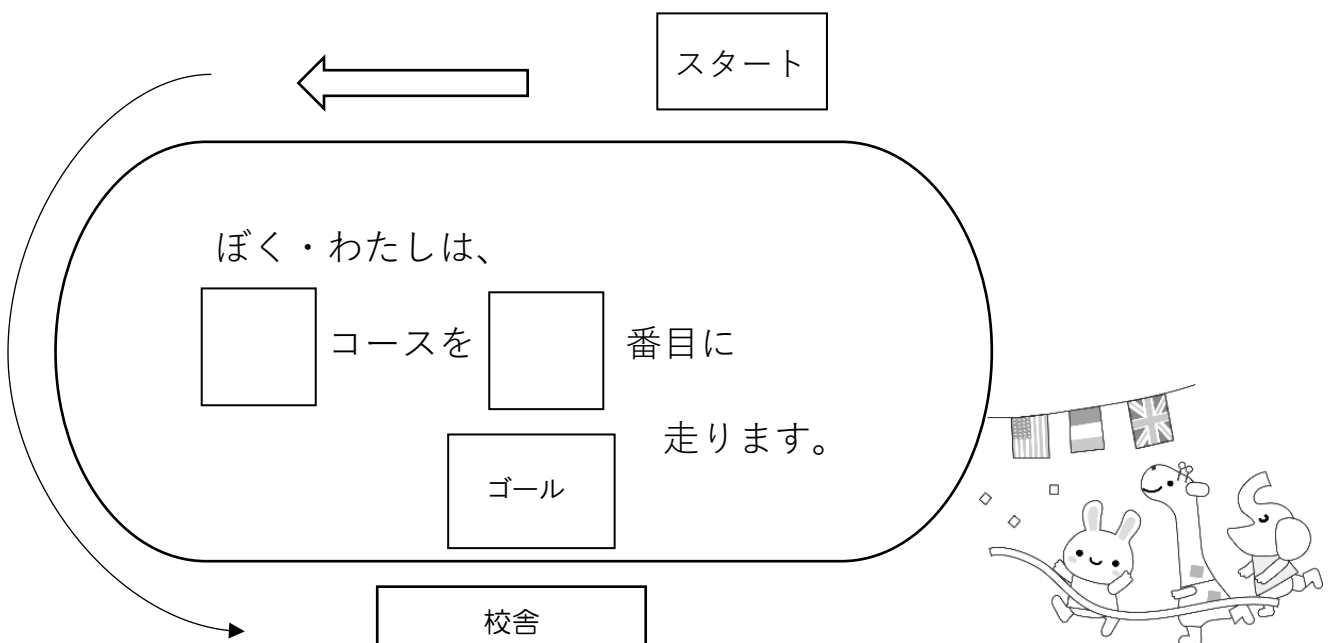 スタート
ぼく・わたしは、
コースを 番目に
走ります。
ゴール
校舎